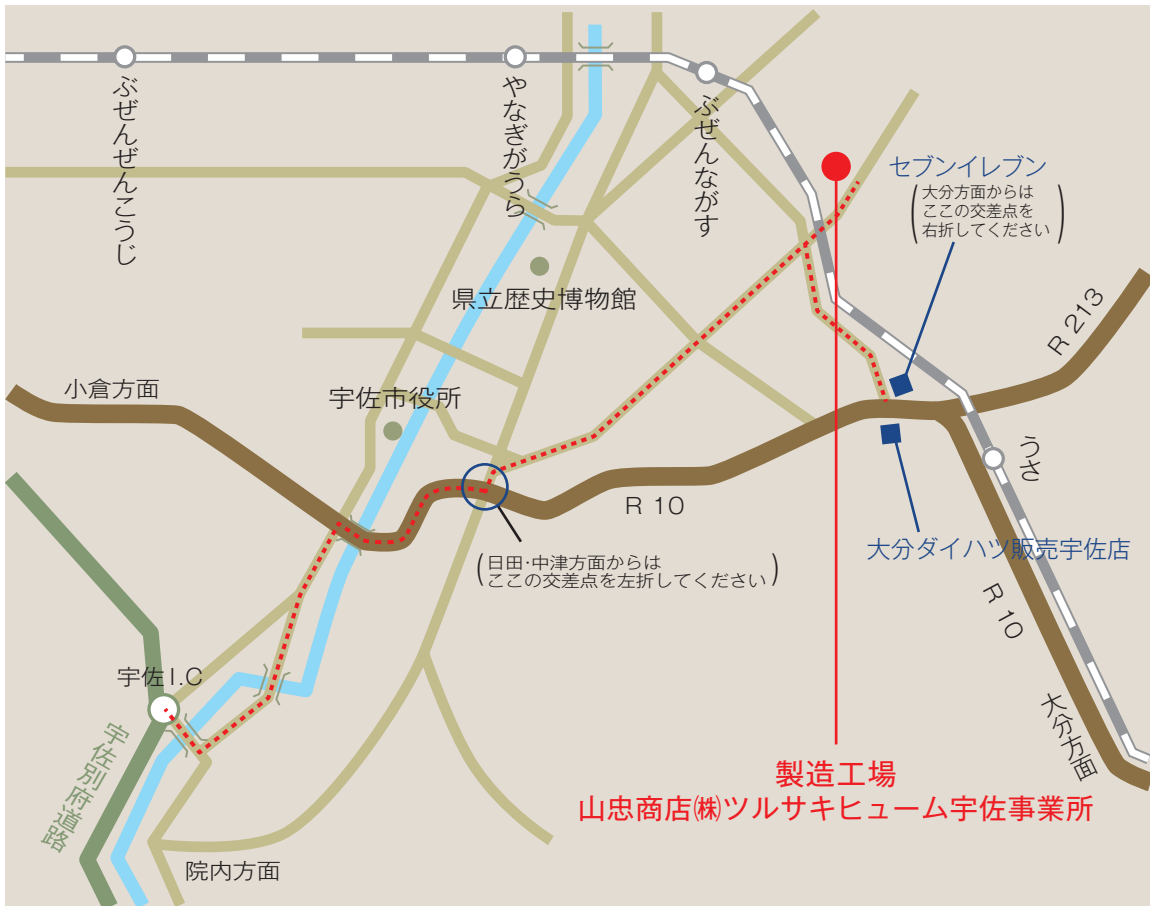 ぶぜんぜんこうじ
やなぎがうら
ぶぜんながす
セブンイレブン
(大分方面からは
ここの交差点を
右折してください)
県立歴史博物館
R 213
小倉方面
宇佐市役所
うさ
R 10
大分ダイハツ販売宇佐店
(日田・中津方面からは
ここの交差点を左折してください)
R 10
宇佐I.C
大分方面
宇佐別府道路
製造工場
山忠商店㈱ツルサキヒューム宇佐事業所
院内方面